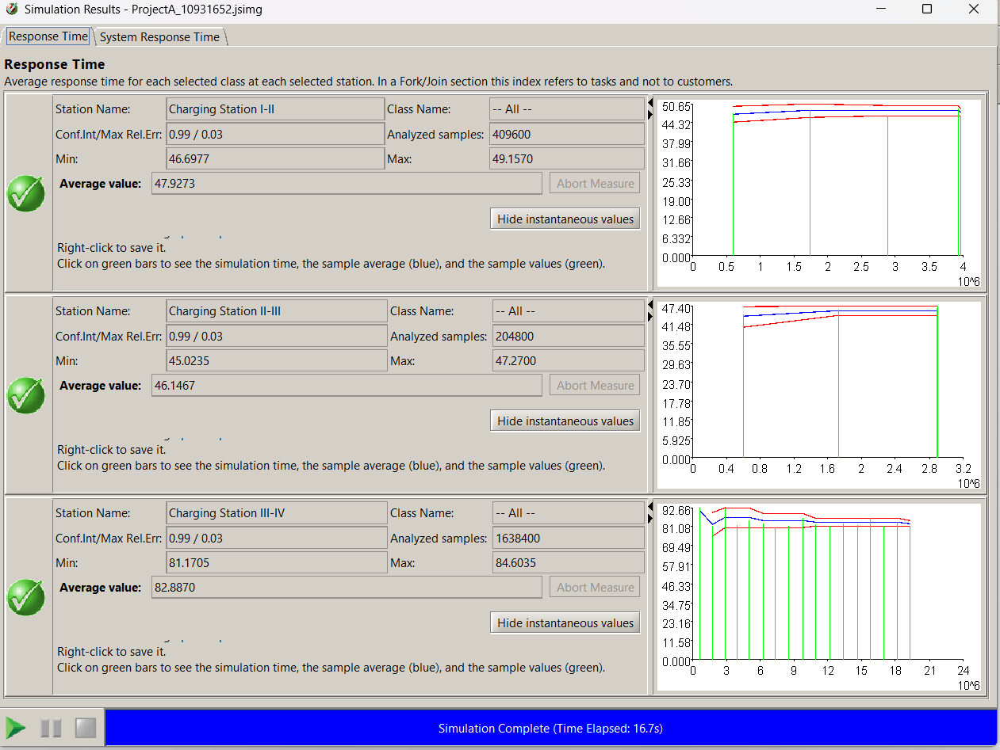 Simulation Results - ProjectA_10931652.jsimg
Response Time System Response Time
Response Time
Average response time for each selected class at each selected station. In a Fork/Join section this index refers to tasks and not to customers.
Station Name: Charging Station I-II Class Name: -- All --
Conf.Int/Max Rel.Err: 0.99 / 0.03 Analyzed samples: 409600
Min: 46.6977 Max: 49.1570
Average value: 47.9273 Abort Measure
Hide instantaneous values
Right-click to save it.
Click on green bars to see the simulation time, the sample average (blue), and the sample values (green).
50.65
44.32
37.99
31.66
25.33
19.00
12.66
6.332
0.000
0 0.5 1 1.5 2 2.5 3 3.5 4
10^6
Station Name: Charging Station II-III Class Name: -- All --
Conf.Int/Max Rel.Err: 0.99 / 0.03 Analyzed samples: 204800
Min: 45.0235 Max: 47.2700
Average value: 46.1467 Abort Measure
Hide instantaneous values
Right-click to save it.
Click on green bars to see the simulation time, the sample average (blue), and the sample values (green).
47.40
41.48
35.55
29.63
23.70
17.78
11.85
5.925
0.000
0 0.4 0.8 1.2 1.6 2 2.4 2.8 3.2
10^6
Station Name: Charging Station III-IV Class Name: -- All --
Conf.Int/Max Rel.Err: 0.99 / 0.03 Analyzed samples: 1638400
Min: 81.1705 Max: 84.6035
Average value: 82.8870 Abort Measure
Hide instantaneous values
Right-click to save it.
Click on green bars to see the simulation time, the sample average (blue), and the sample values (green).
92.66
81.08
69.49
57.91
46.33
34.75
23.16
11.58
0.000
0 3 6 9 12 15 18 21 24
10^6
Simulation Complete (Time Elapsed: 16.7s)